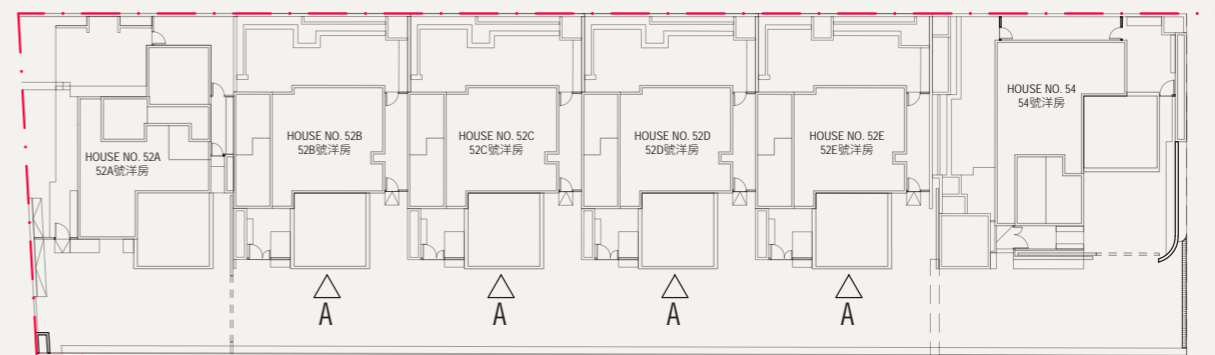 HOUSE NO. 52A
52A號洋房
HOUSE NO. 52B
52B號洋房
HOUSE NO. 52C
52C號洋房
HOUSE NO. 52D
52D號洋房
HOUSE NO. 52E
52E號洋房
HOUSE NO. 54
54號洋房
A
A
A
A